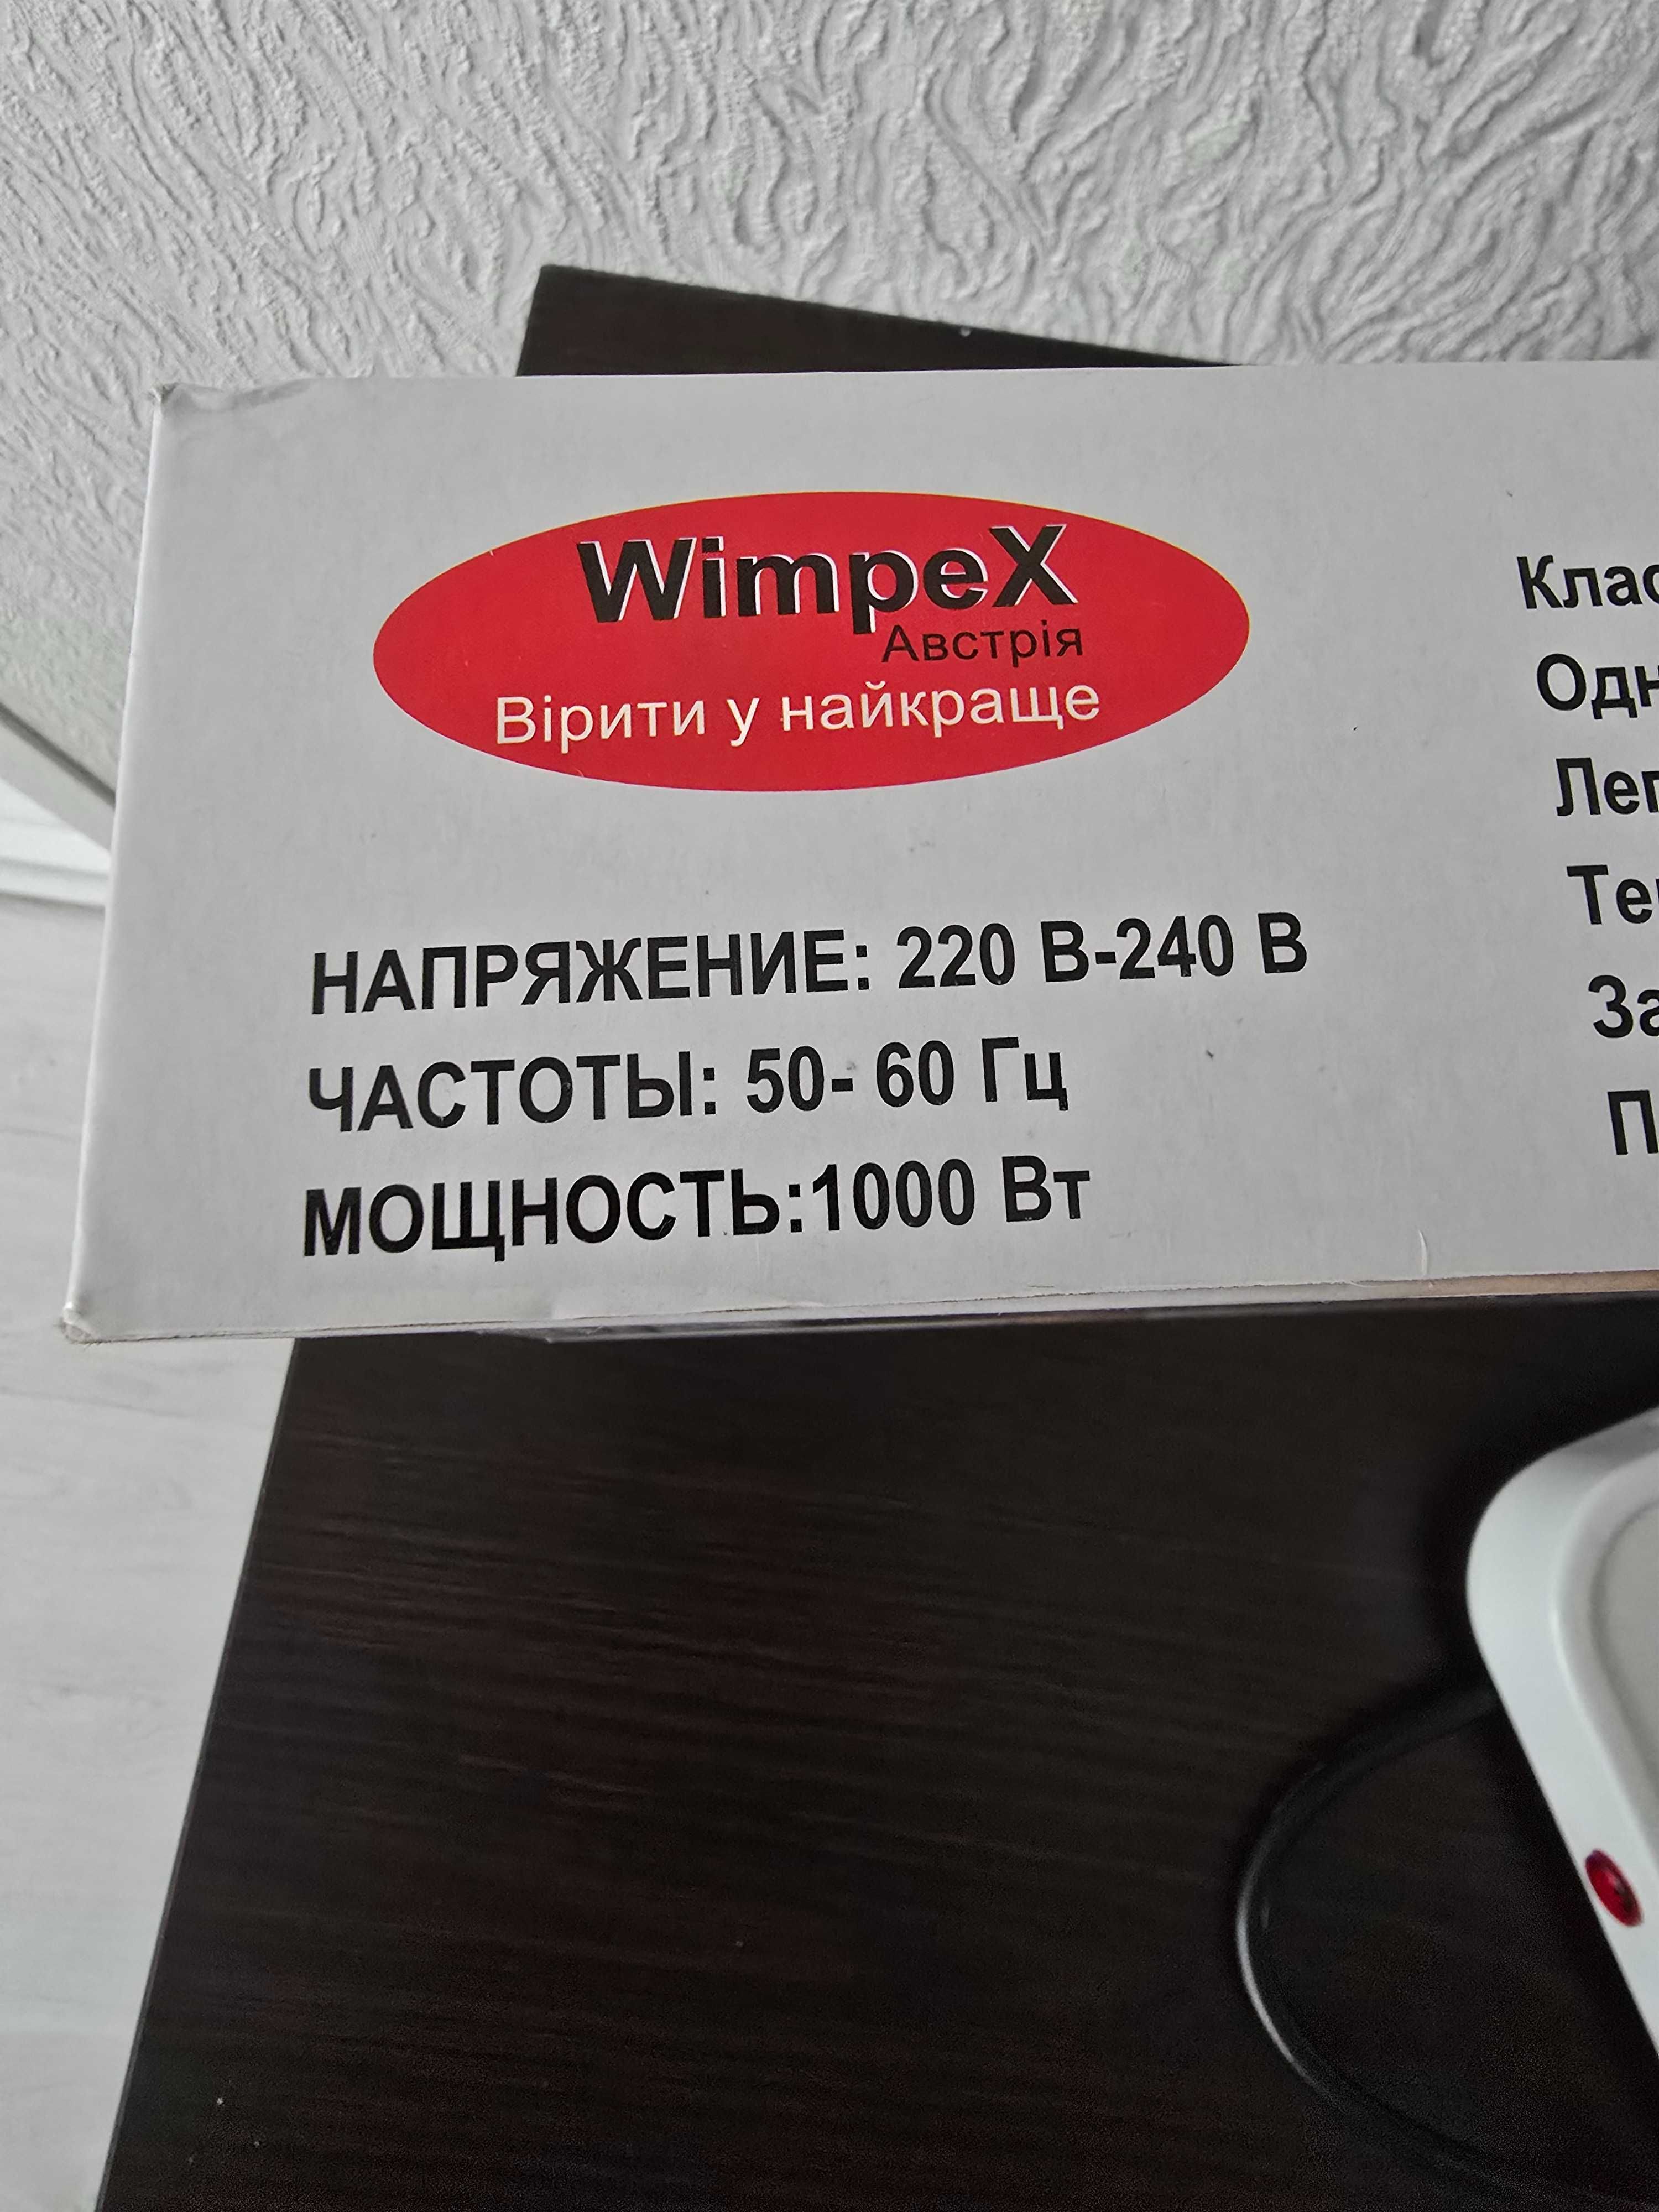 WimpeX
Австрія
Вірити у найкраще
НАПРЯЖЕНИЕ: 220 В-240 В
ЧАСТОТЫ: 50- 60 Гц
МОЩНОСТЬ:1000 Вт